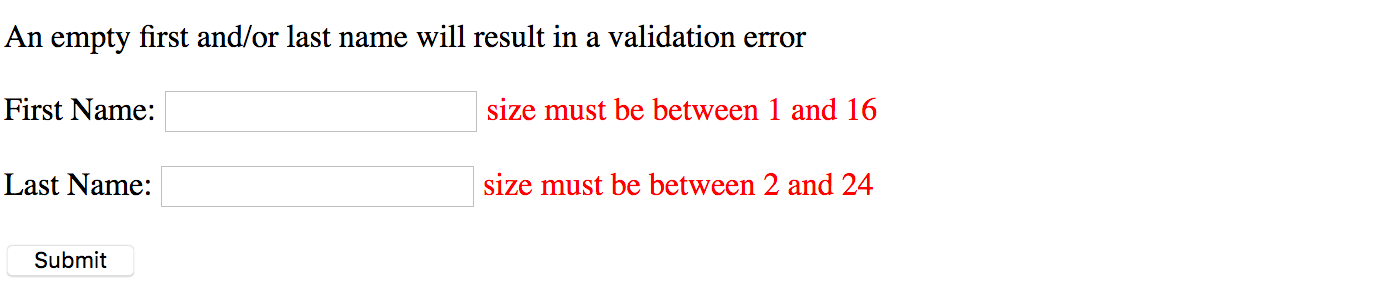 An empty first and/or last name will result in a validation error
First Name: size must be between 1 and 16
Last Name: size must be between 2 and 24
Submit